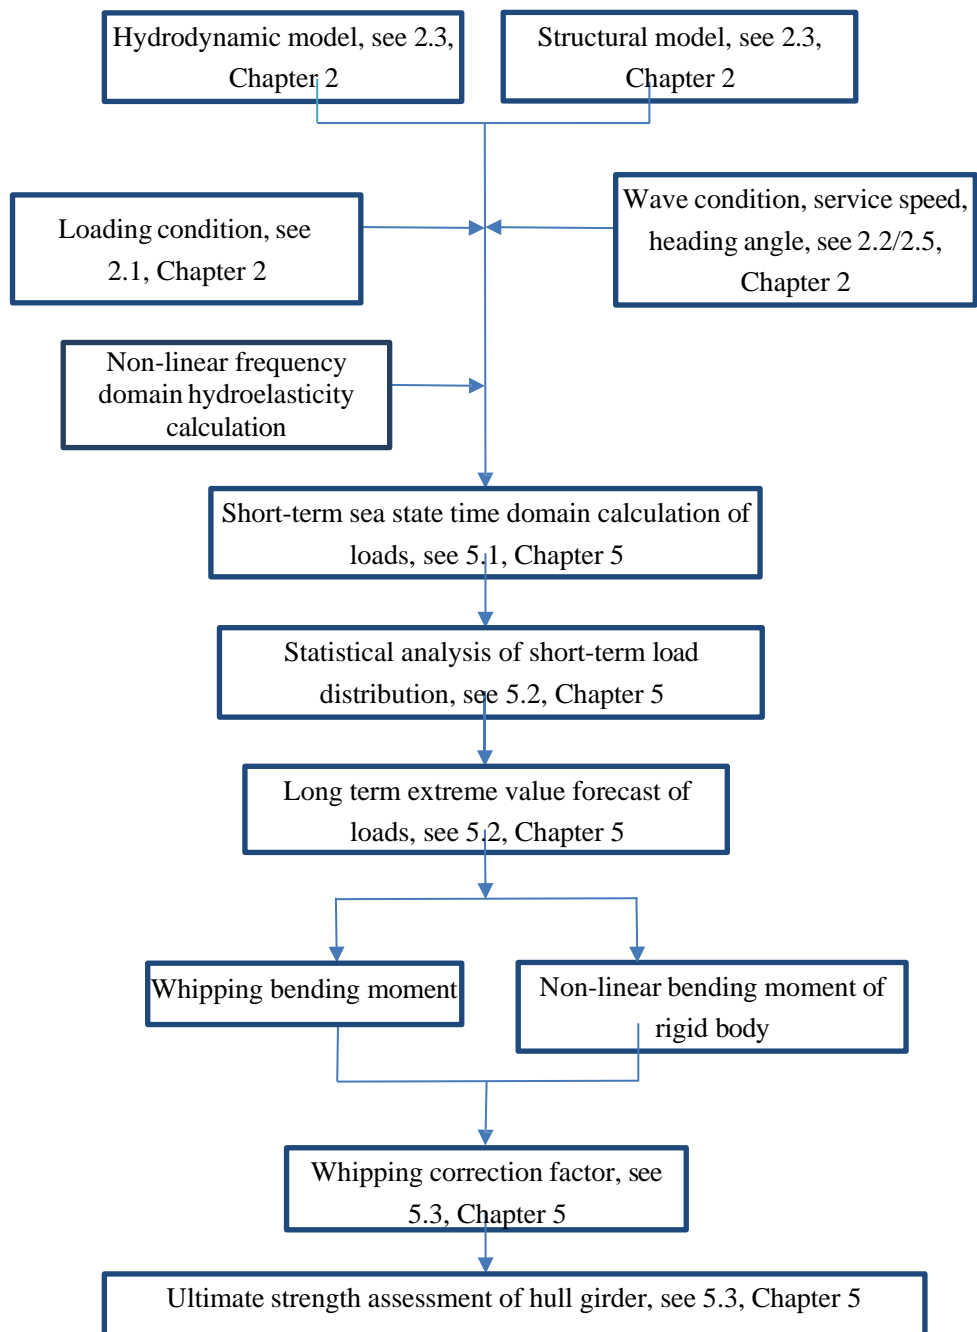 Hydrodynamic model, see 2.3,
Chapter 2
Structural model, see 2.3,
Chapter 2
Loading condition, see
2.1, Chapter 2
Wave condition, service speed,
heading angle, see 2.2/2.5,
Chapter 2
Non-linear frequency
domain hydroelasticity
calculation
Short-term sea state time domain calculation of
loads, see 5.1, Chapter 5
Statistical analysis of short-term load
distribution, see 5.2, Chapter 5
Long term extreme value forecast of
loads, see 5.2, Chapter 5
Whipping bending moment
Non-linear bending moment of
rigid body
Whipping correction factor, see
5.3, Chapter 5
Ultimate strength assessment of hull girder, see 5.3, Chapter 5